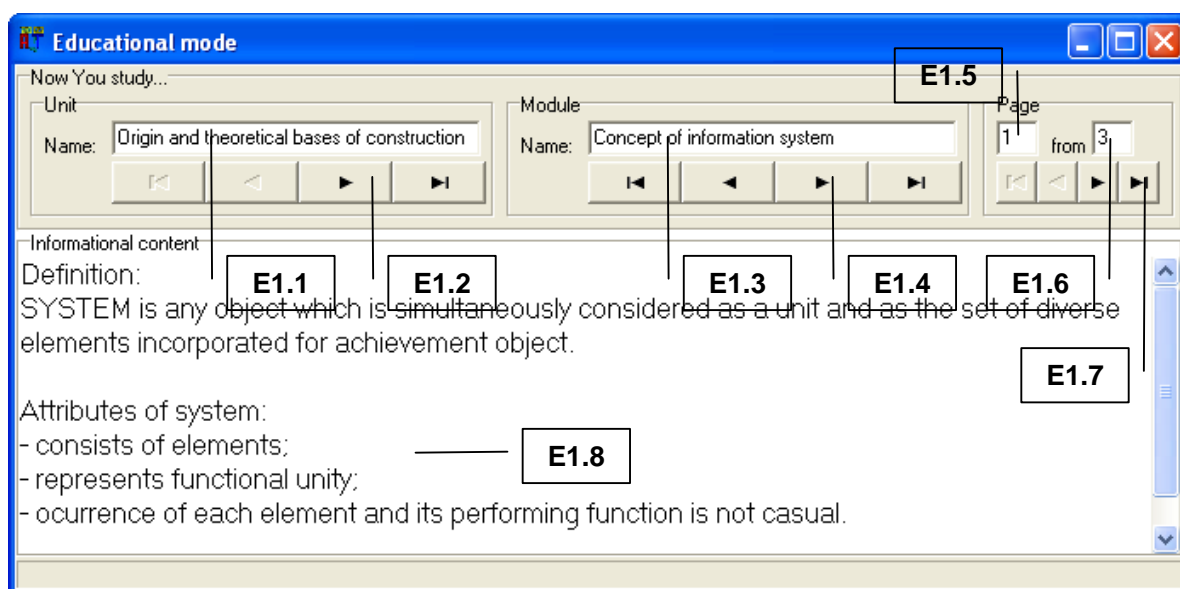 Educational mode
Now You study...
E1.5
Unit
Module
Page
Name: Origin and theoretical bases of construction
Name: Concept of information system
1 from 3
Informational content
Definition:
E1.1 E1.2 E1.3 E1.4 E1.6
SYSTEM is any object which is simultaneously considered as a unit and as the set of diverse
elements incorporated for achievement object.
E1.7
Attributes of system:
- consists of elements;
E1.8
- represents functional unity;
- ocurrence of each element and its performing function is not casual.